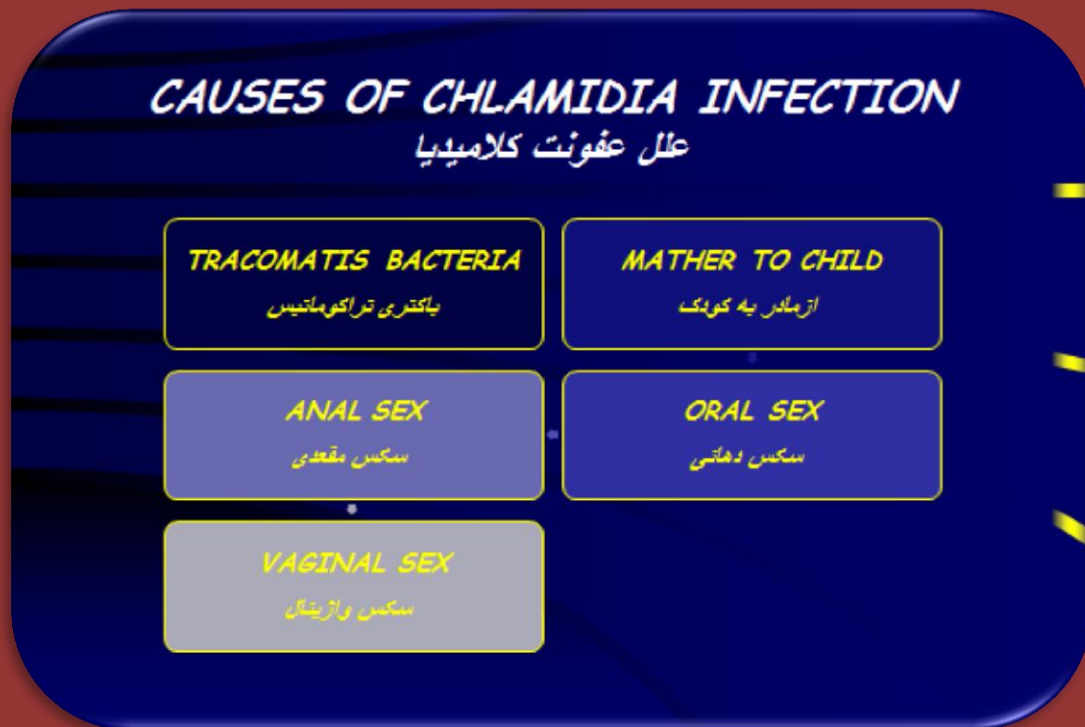 CAUSES OF CHLAMIDIA INFECTION
علل عفونت کلامیدیا
TRACOMATIS BACTERIA
باکتری تراکوماتیس
MATHER TO CHILD
ازمادر به کودک
ORAL SEX
سکس دهانی
ANAL SEX
سکس مقعدی
VAGINAL SEX
سکس واژینال